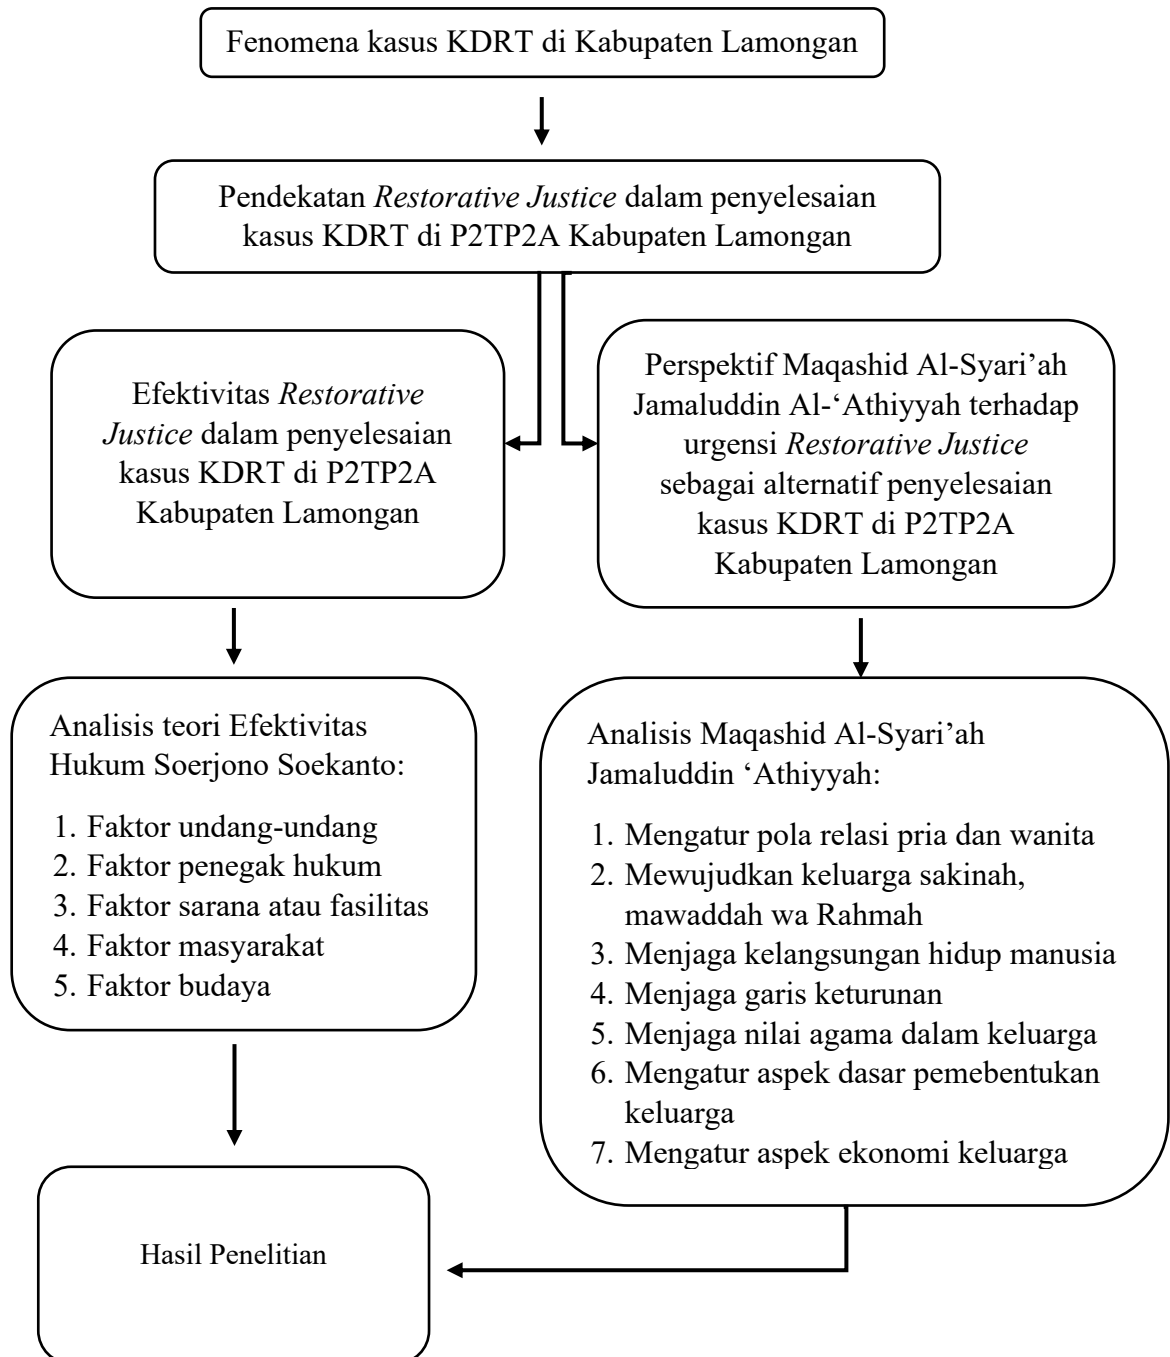 Fenomena kasus KDRT di Kabupaten Lamongan
Pendekatan Restorative Justice dalam penyelesaian
kasus KDRT di P2TP2A Kabupaten Lamongan
Efektivitas Restorative
Justice dalam penyelesaian
kasus KDRT di P2TP2A
Kabupaten Lamongan
Perspektif Maqashid Al-Syari’ah
Jamaluddin Al-‘Athiyyah terhadap
urgensi Restorative Justice
sebagai alternatif penyelesaian
kasus KDRT di P2TP2A
Kabupaten Lamongan
Analisis teori Efektivitas
Hukum Soerjono Soekanto:
1. Faktor undang-undang
2. Faktor penegak hukum
3. Faktor sarana atau fasilitas
4. Faktor masyarakat
5. Faktor budaya
Analisis Maqashid Al-Syari’ah
Jamaluddin ‘Athiyyah:
1. Mengatur pola relasi pria dan wanita
2. Mewujudkan keluarga sakinah,
mawaddah wa Rahmah
3. Menjaga kelangsungan hidup manusia
4. Menjaga garis keturunan
5. Menjaga nilai agama dalam keluarga
6. Mengatur aspek dasar pemebentukan
keluarga
7. Mengatur aspek ekonomi keluarga
Hasil Penelitian